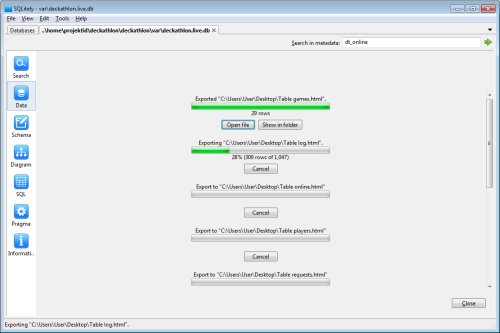 SQLitely - var\deckathlon.live.db
File View Edit Tools Help
Databases ..\home\projektid\deckathlon\deckathlon\var\deckathlon.live.db ×
Search in metadata: dt_online
Search
Data
Schema
Diagram
SQL
Pragma
Informati..
Exported "C:\Users\User\Desktop\Table games.html".
29 rows
Open file Show in folder
Exporting "C:\Users\User\Desktop\Table log.html".
28% (300 rows of 1,047)
Cancel
Export to "C:\Users\User\Desktop\Table online.html"
Cancel
Export to "C:\Users\User\Desktop\Table players.html"
Cancel
Export to "C:\Users\User\Desktop\Table requests.html"
Close
Exporting "C:\Users\User\Desktop\Table log.html".